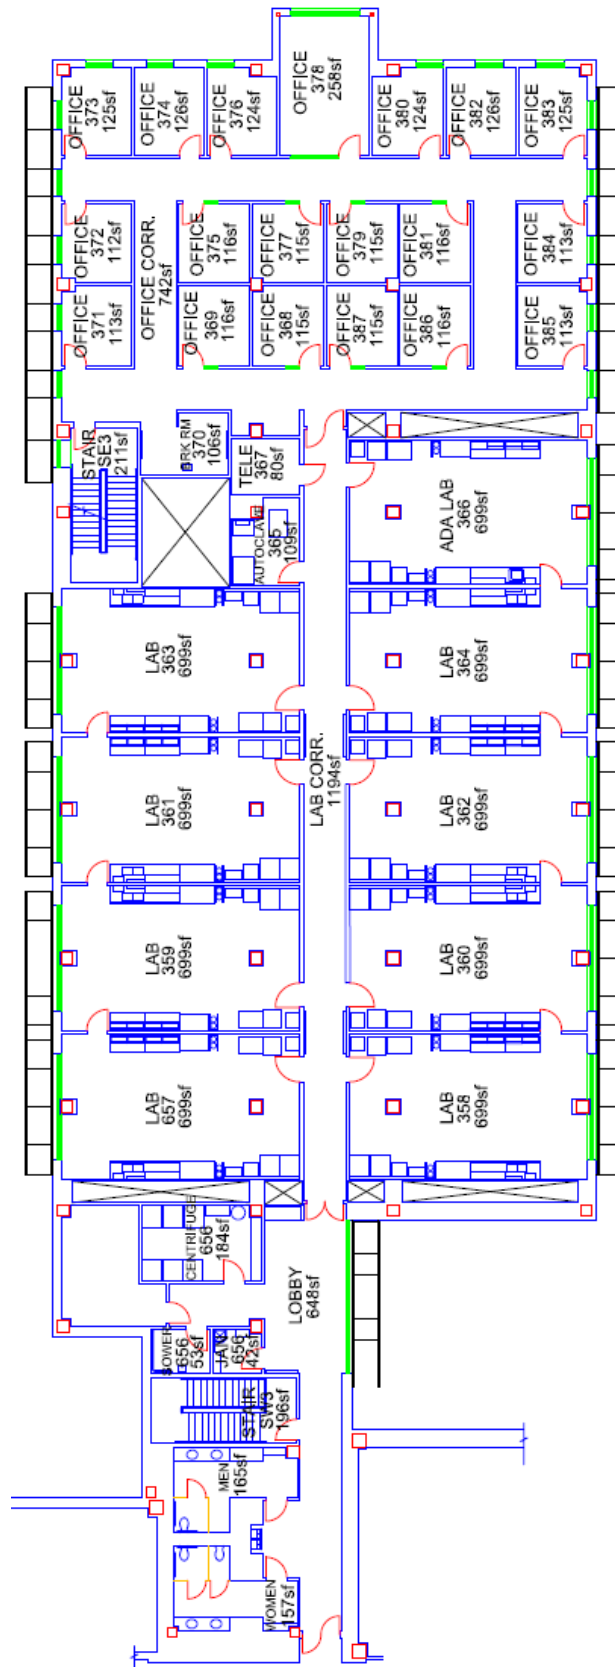 OFFICE
373
125sf
OFFICE
374
126sf
OFFICE
376
124sf
OFFICE
378
258sf
OFFICE
380
124sf
OFFICE
382
126sf
OFFICE
383
125sf
OFFICE
372
112sf
OFFICE CORR.
742sf
OFFICE
375
116sf
OFFICE
377
115sf
OFFICE
379
115sf
OFFICE
381
116sf
OFFICE
384
113sf
OFFICE
371
113sf
OFFICE
369
116sf
OFFICE
368
115sf
OFFICE
387
115sf
OFFICE
386
116sf
OFFICE
385
113sf
STAIR
SE3
211sf
BRK RM
370
106sf
TELE
367
80sf
AUTOCLAVE
365
109sf
ADA LAB
366
699sf
LAB
363
699sf
LAB
364
699sf
LAB CORR.
1194sf
LAB
361
699sf
LAB
362
699sf
LAB
359
699sf
LAB
360
699sf
LAB
657
699sf
LAB
358
699sf
CENTRIFUGE
656
184sf
LOBBY
648sf
SOWER
656
53sf
JAN.
656
42sf
STAIR
SW3
196sf
MEN
165sf
WOMEN
157sf